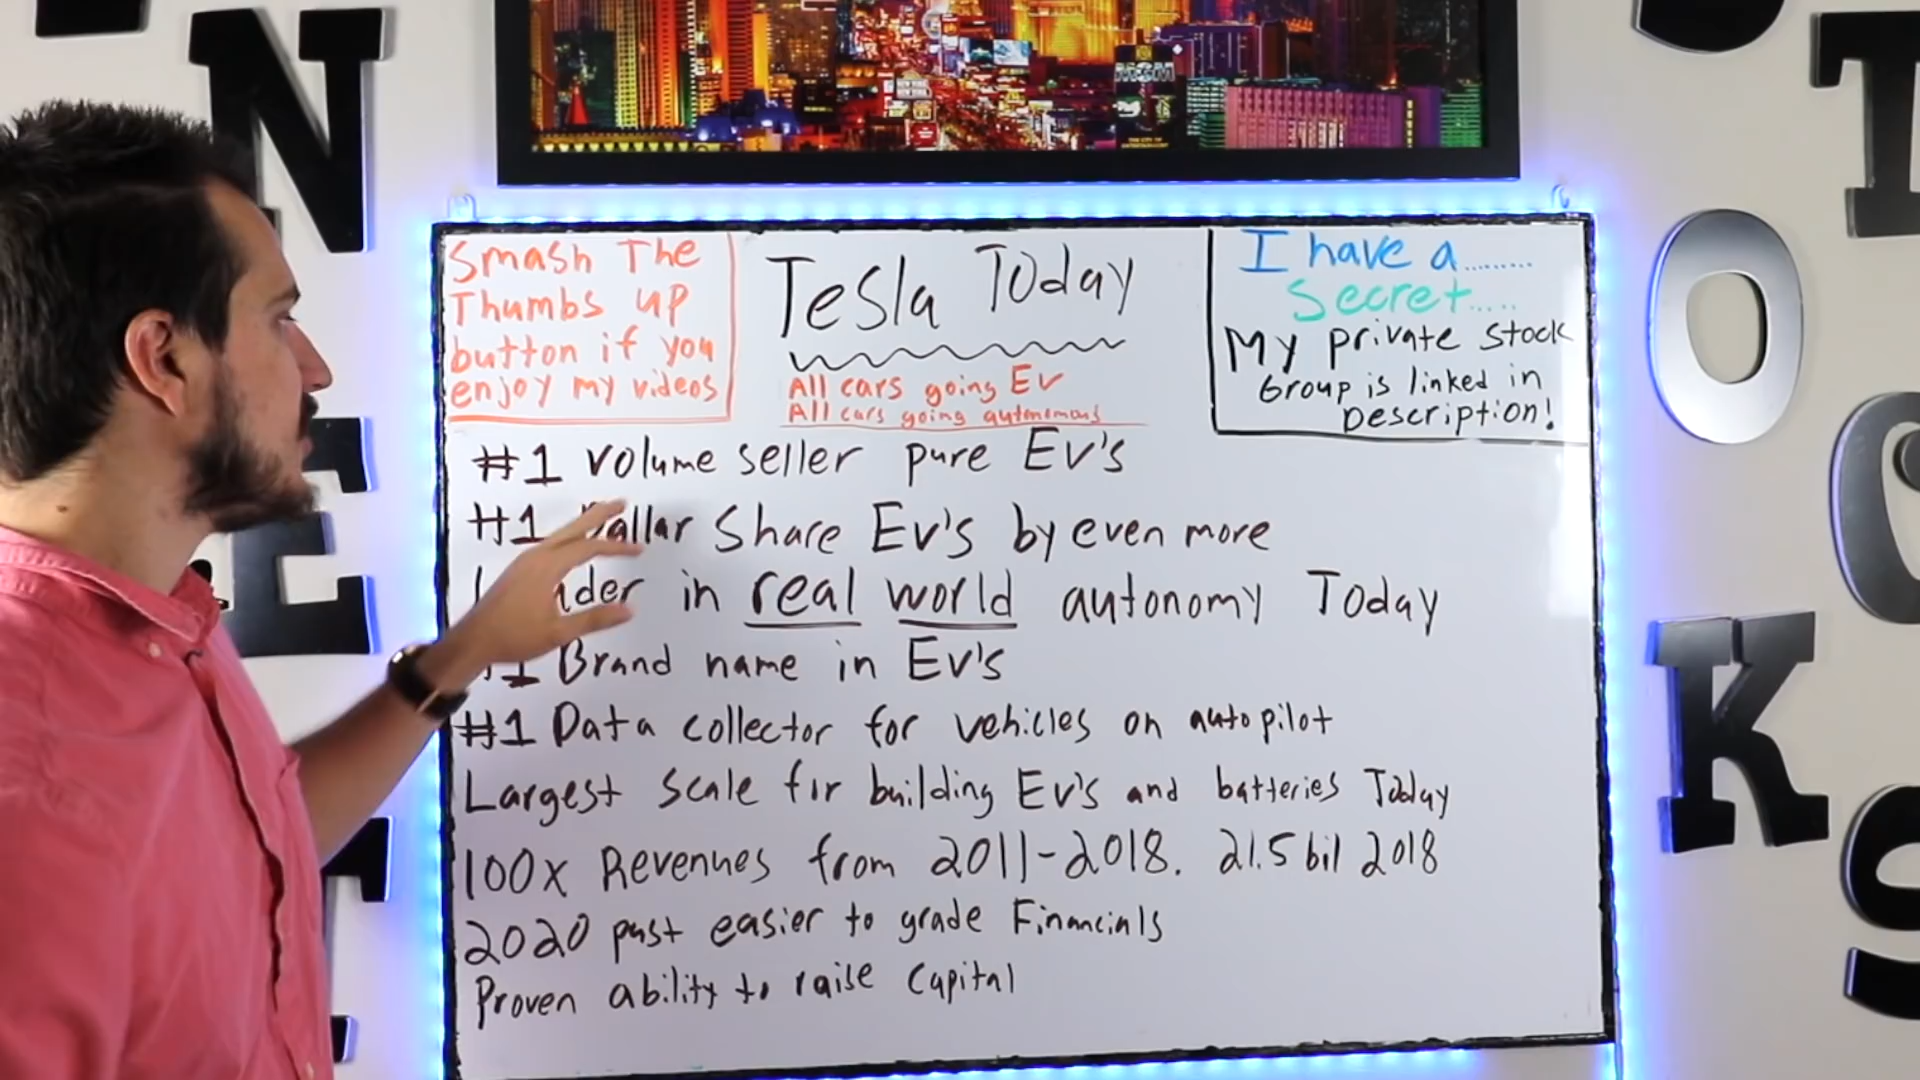 Smash The
Thumbs up
button if you
enjoy my videos
Tesla Today
All cars going EV
All cars going autonomous
I have a........
Secret.....
My private stock
Group is linked in
Description!
#1 volume seller pure EV's
#1 Dollar Share EV's by even more
in real world autonomy Today
#1 Brand name in EV's
#1 Data collector for vehicles on autopilot
Largest scale for building EV's and batteries Today
100x Revenues from 2011-2018. 21.5 bil 2018
2020 past easier to grade Financials
Proven ability to raise capital
MGM
NEW YORK
N
E
T
S
T
O
C
K
S